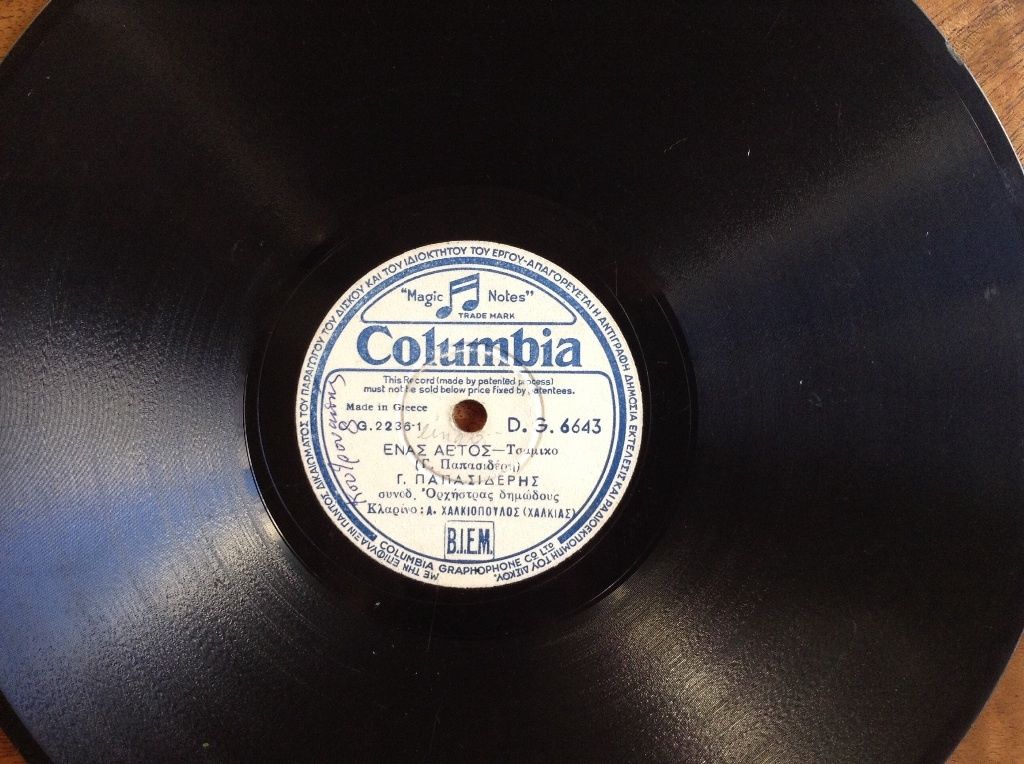 ΜΕ ΤΗΝ ΕΠΙΦΥΛΑΞΙΝ ΠΑΝΤΟΣ ΔΙΚΑΙΩΜΑΤΟΣ ΤΟΥ ΠΑΡΑΓΩΓΟΥ ΤΟΥ ΔΙΣΚΟΥ ΚΑΙ ΤΟΥ ΙΔΙΟΚΤΗΤΟΥ ΤΟΥ ΕΡΓΟΥ-ΑΠΑΓΟΡΕΥΕΤΑΙ Η ΑΝΤΙΓΡΑΦΗ ΔΗΜΟΣΙΑ ΕΚΤΕΛΕΣΙΣ ΚΑΙ ΡΑΔΙΟΕΚΠΟΜΠΗ ΤΟΥ ΔΙΣΚΟΥ.
"Magic Notes"
TRADE MARK
Columbia
This Record (made by patented process)
must not be sold below price fixed by patentees.
Made in Greece
C.G.2236-1 D.G. 6643
ΕΝΑΣ ΑΕΤΟΣ—Τσάμικο
(Γ. Παπασιδέρη)
Γ. ΠΑΠΑΣΙΔΕΡΗΣ
συνοδ. Ὀρχήστρας δημώδους
Κλαρίνο: Α. ΧΑΛΚΙΟΠΟΥΛΟΣ (ΧΑΛΚΙΑΣ)
B.I.E.M.
COLUMBIA GRAPHOPHONE CO LTD